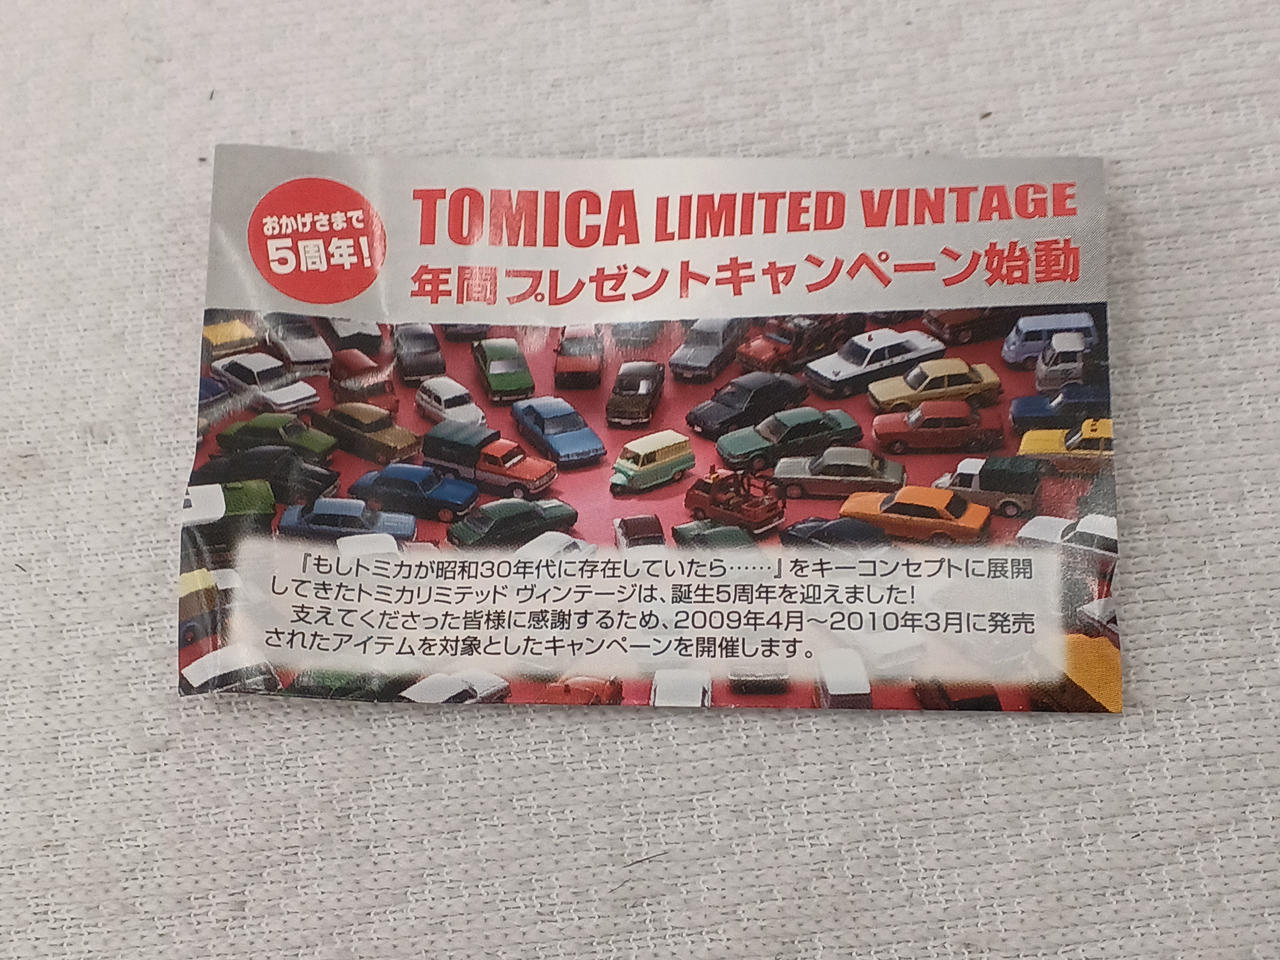 おかげさまで
5周年!
TOMICA LIMITED VINTAGE
年間プレゼントキャンペーン始動
『もしトミカが昭和30年代に存在していたら……』をキーコンセプトに展開
してきたトミカリミテッド ヴィンテージは、誕生5周年を迎えました!
支えてくださった皆様に感謝するため、2009年4月～2010年3月に発売
されたアイテムを対象としたキャンペーンを開催します。